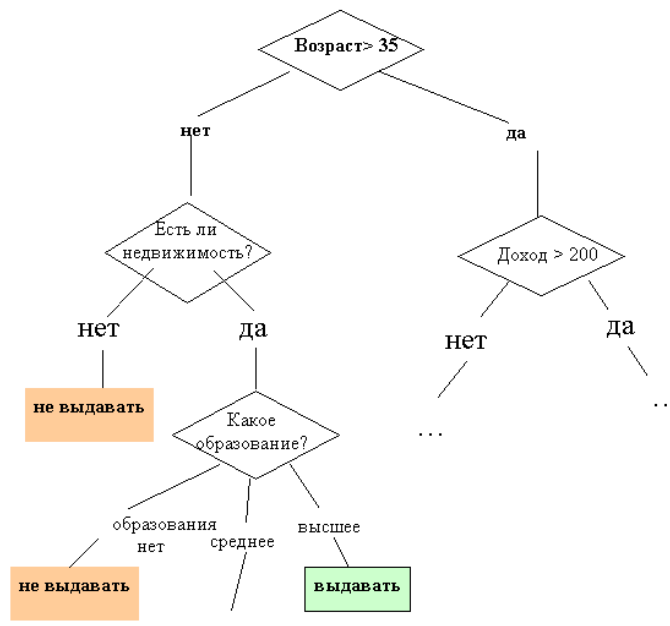 Возраст> 35
нет
да
Есть ли
недвижимость?
Доход > 200
нет
да
нет
да
не выдавать
Какое
образование?
...
..
образования
нет
среднее
высшее
не выдавать
выдавать